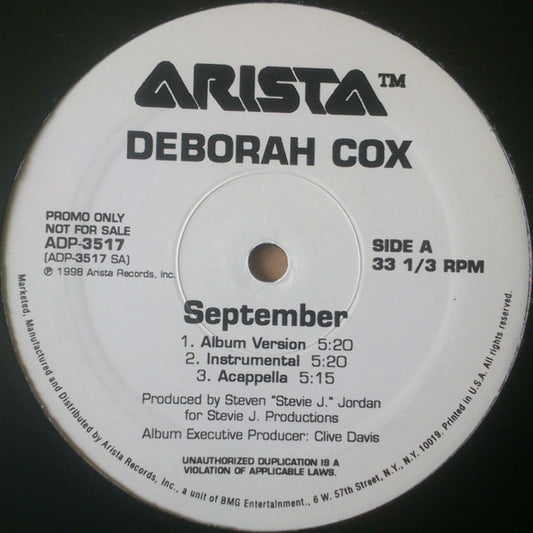 ARISTA™
DEBORAH COX
PROMO ONLY
NOT FOR SALE
ADP-3517
(ADP-3517 SA)
℗ 1998 Arista Records, Inc.
SIDE A
33 1/3 RPM
September
1. Album Version 5:20
2. Instrumental 5:20
3. Acappella 5:15
Produced by Steven "Stevie J." Jordan
for Stevie J. Productions
Album Executive Producer: Clive Davis
UNAUTHORIZED DUPLICATION IS A
VIOLATION OF APPLICABLE LAWS.
Marketed, Manufactured and Distributed by Arista Records, Inc., a unit of BMG Entertainment., 6 W. 57th Street, N.Y., N.Y. 10019. Printed in U.S.A. All rights reserved.